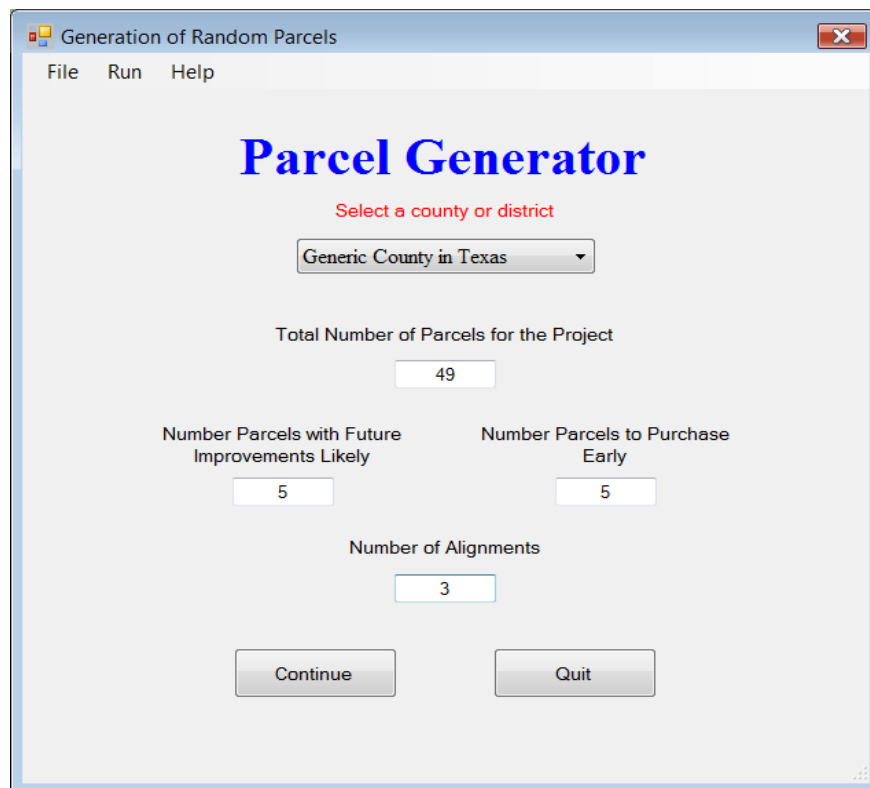 Generation of Random Parcels
File Run Help
Parcel Generator
Select a county or district
Generic County in Texas
Total Number of Parcels for the Project
49
Number Parcels with Future
Improvements Likely
5
Number Parcels to Purchase
Early
5
Number of Alignments
3
Continue
Quit